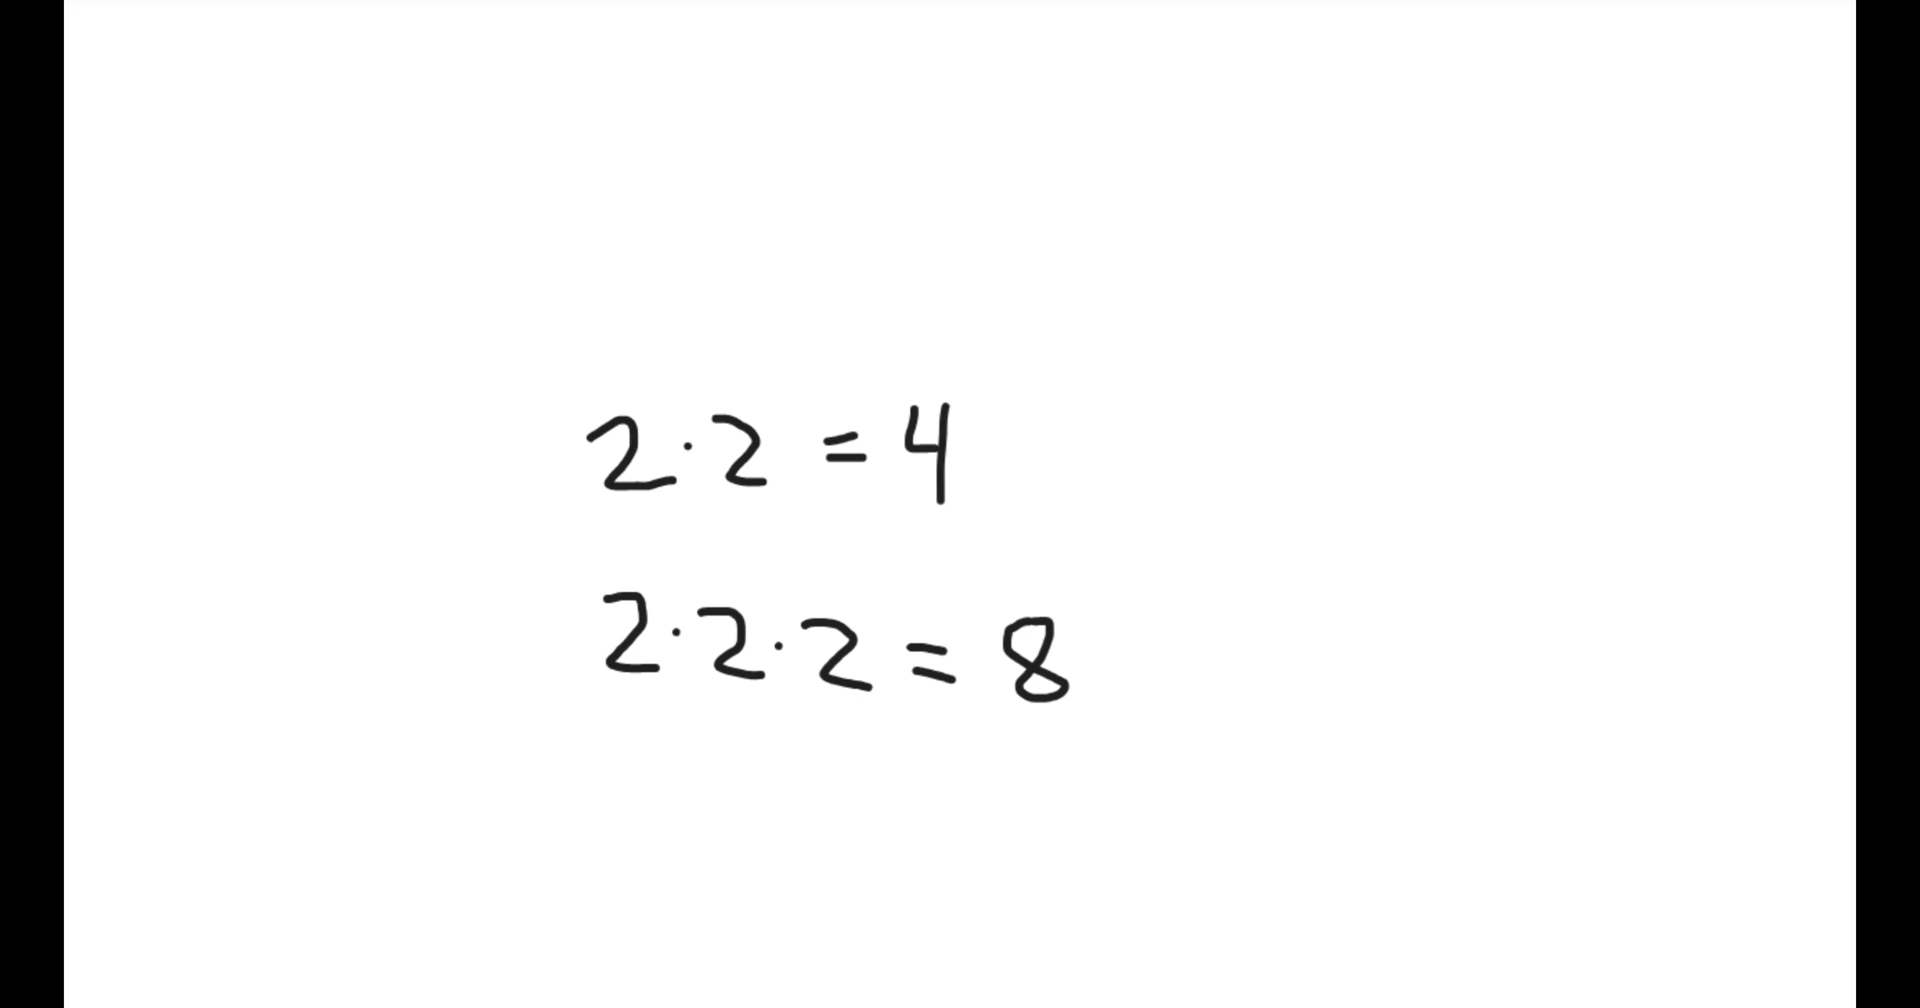 2·2 = 4
2·2·2 = 8